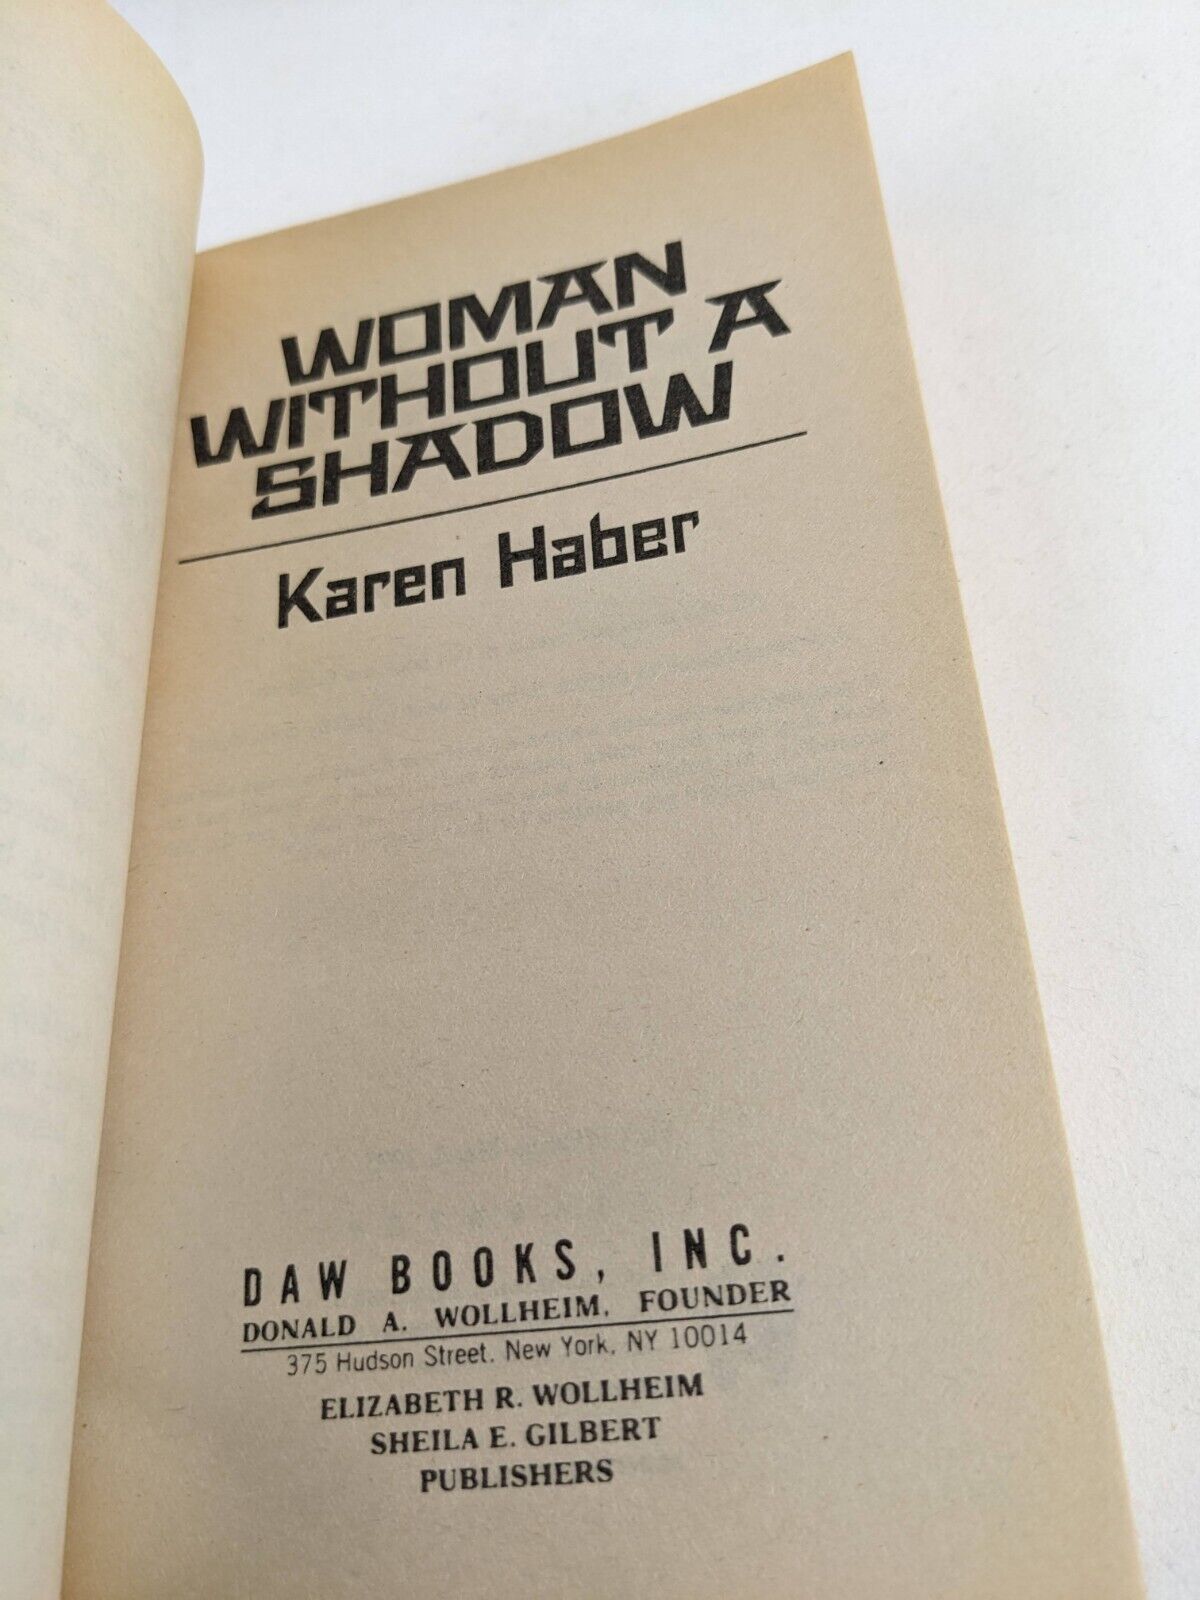 WOMAN
WITHOUT A
SHADOW
Karen Haber
DAW BOOKS, INC.
DONALD A. WOLLHEIM, FOUNDER
375 Hudson Street, New York, NY 10014
ELIZABETH R. WOLLHEIM
SHEILA E. GILBERT
PUBLISHERS